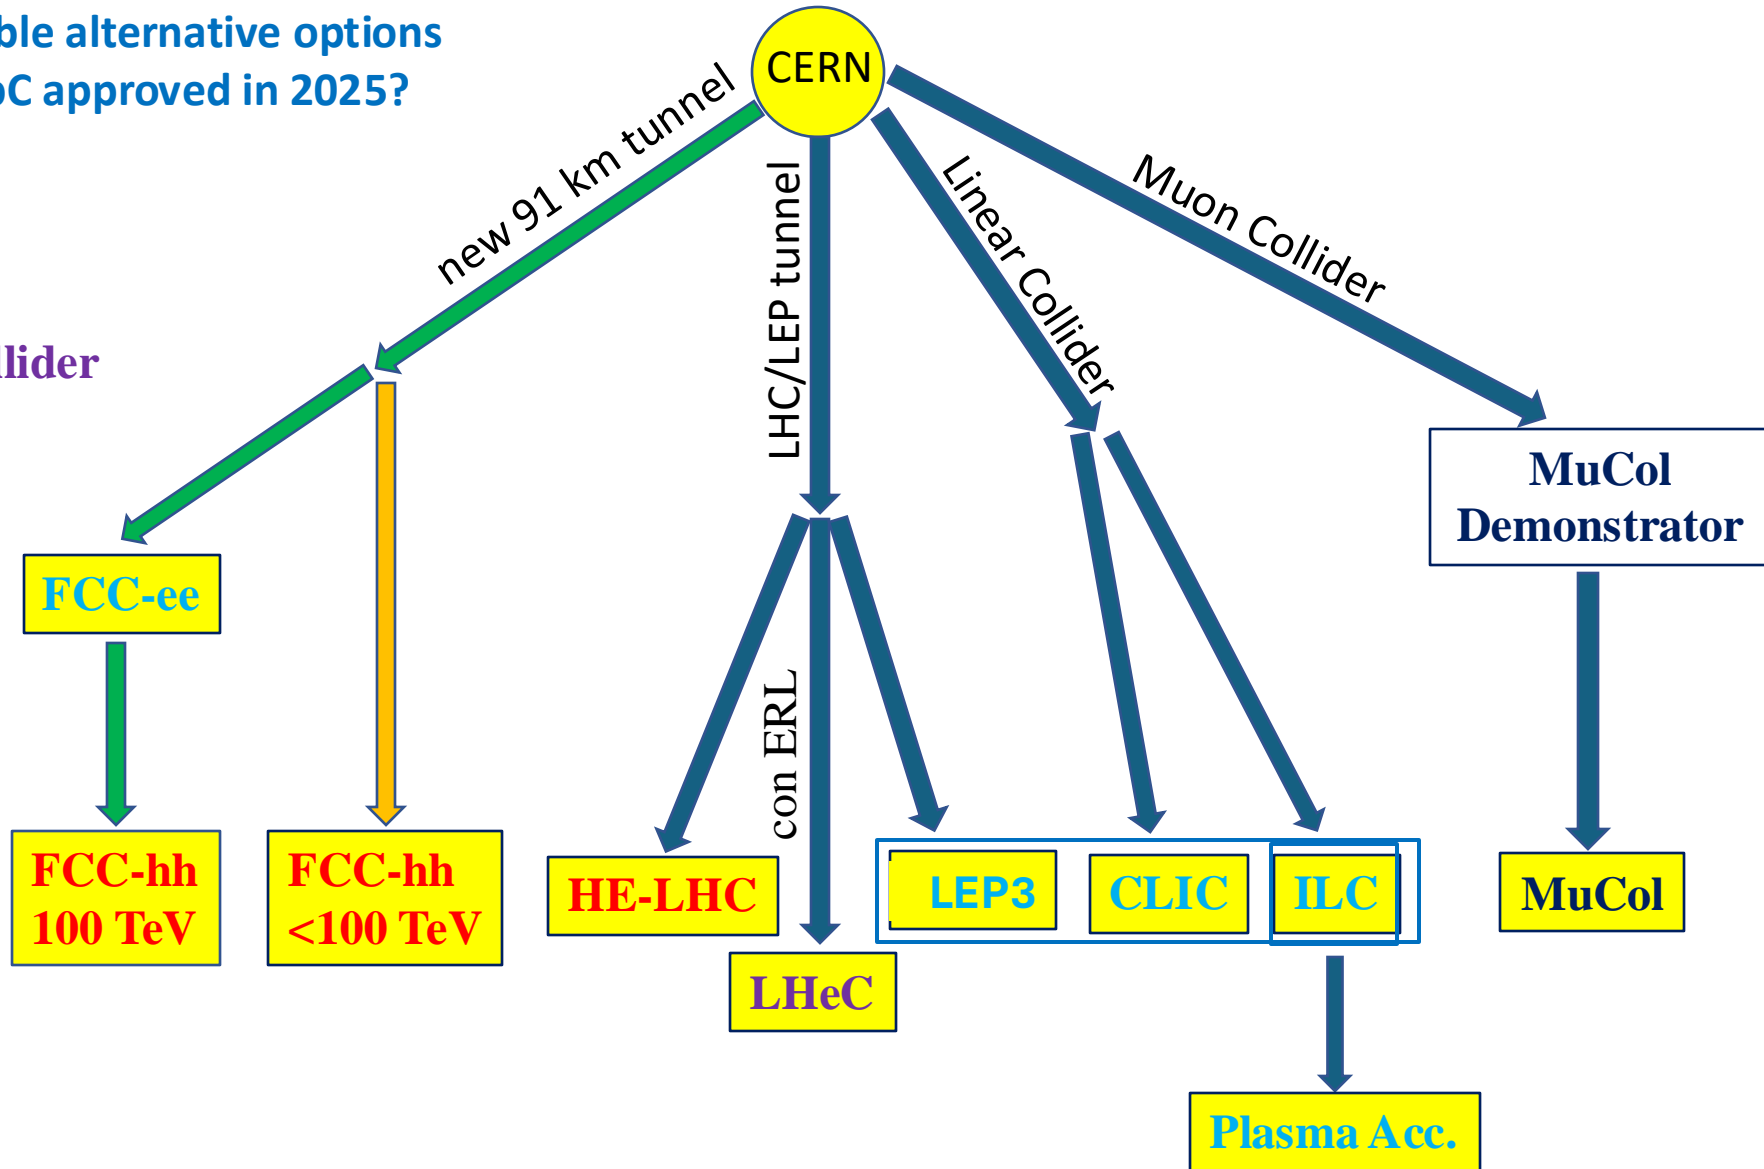 ble alternative options
CERN
C approved in 2025?
new 91 km tunnel
LHC/LEP tunnel
Linear Collider
Muon Collider
llider
MuCol
Demonstrator
FCC-ee
con ERL
FCC-hh
100 TeV
FCC-hh
<100 TeV
HE-LHC
LEP3
CLIC
ILC
MuCol
LHeC
Plasma Acc.